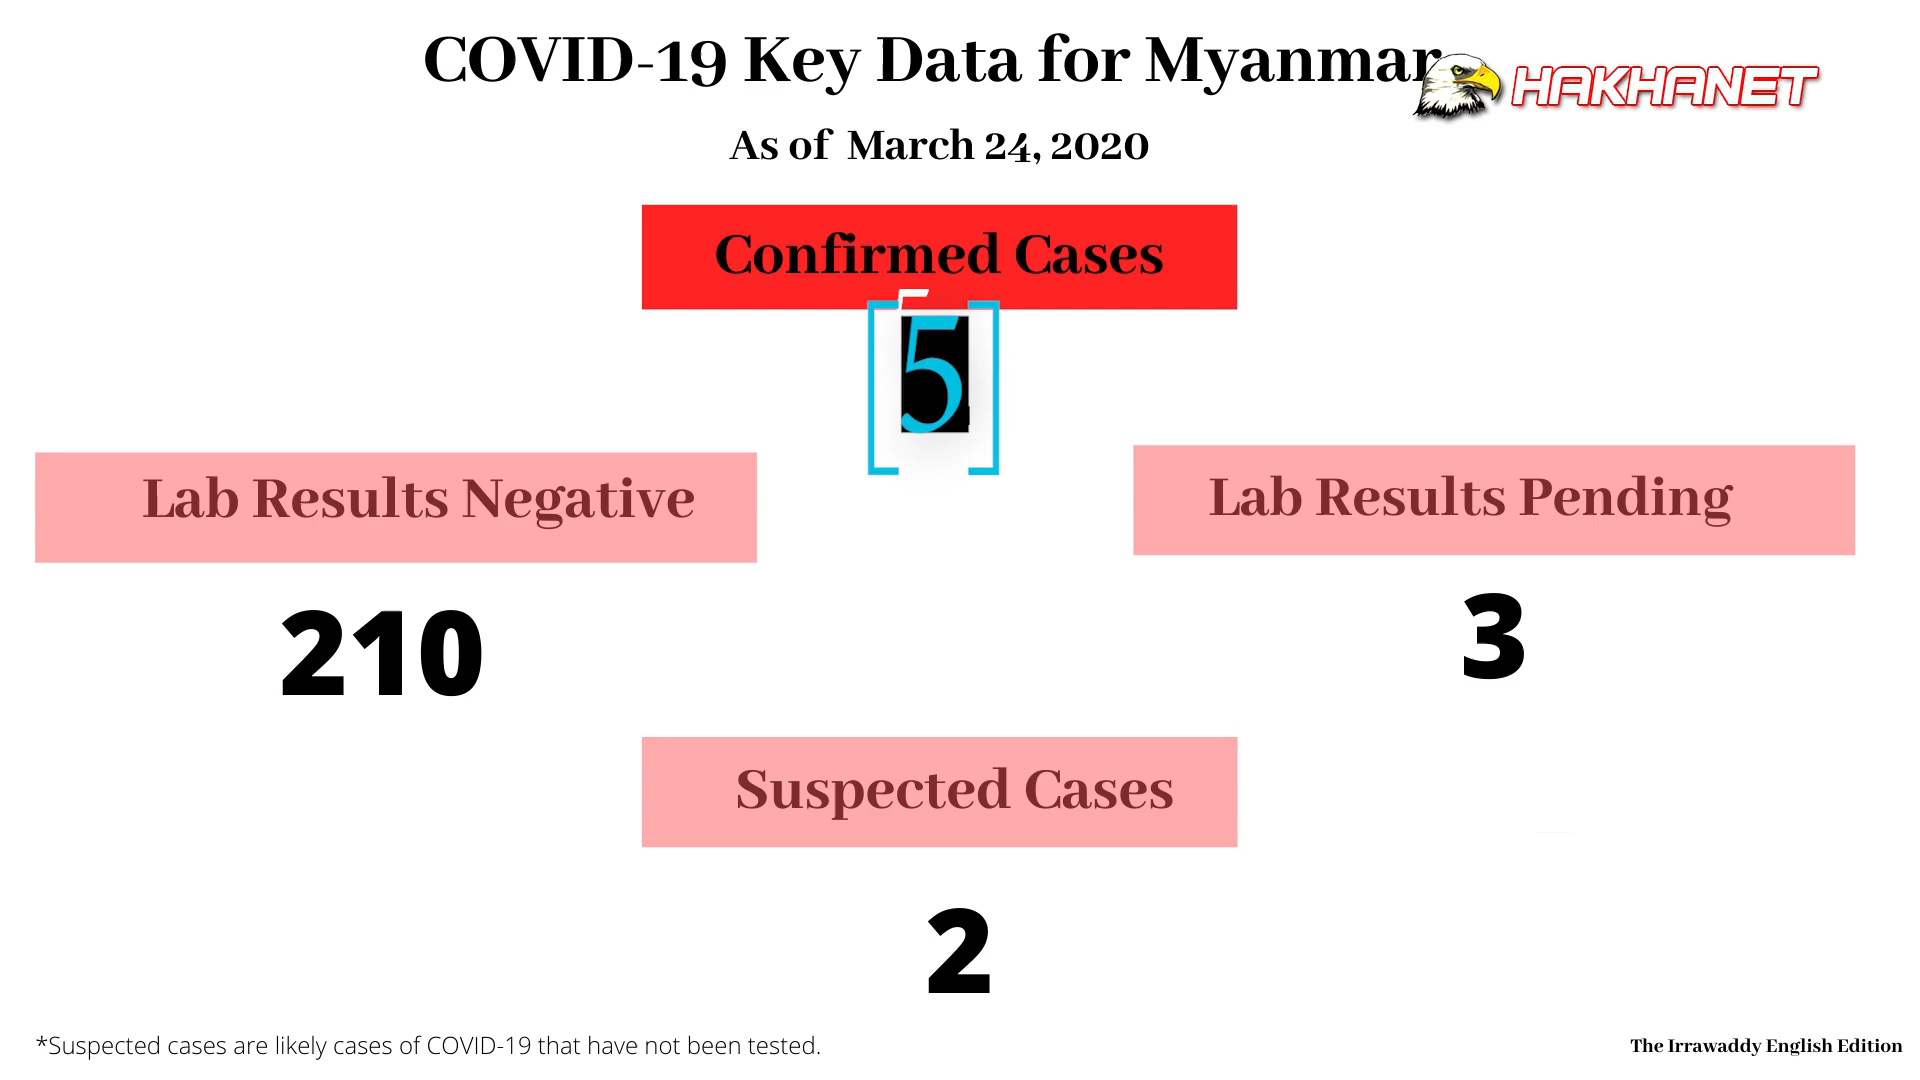 COVID-19 Key Data for Myanmar
HAKHANET
As of March 24, 2020
Confirmed Cases
5
Lab Results Negative
Lab Results Pending
210
3
Suspected Cases
2
*Suspected cases are likely cases of COVID-19 that have not been tested.
The Irrawaddy English Edition